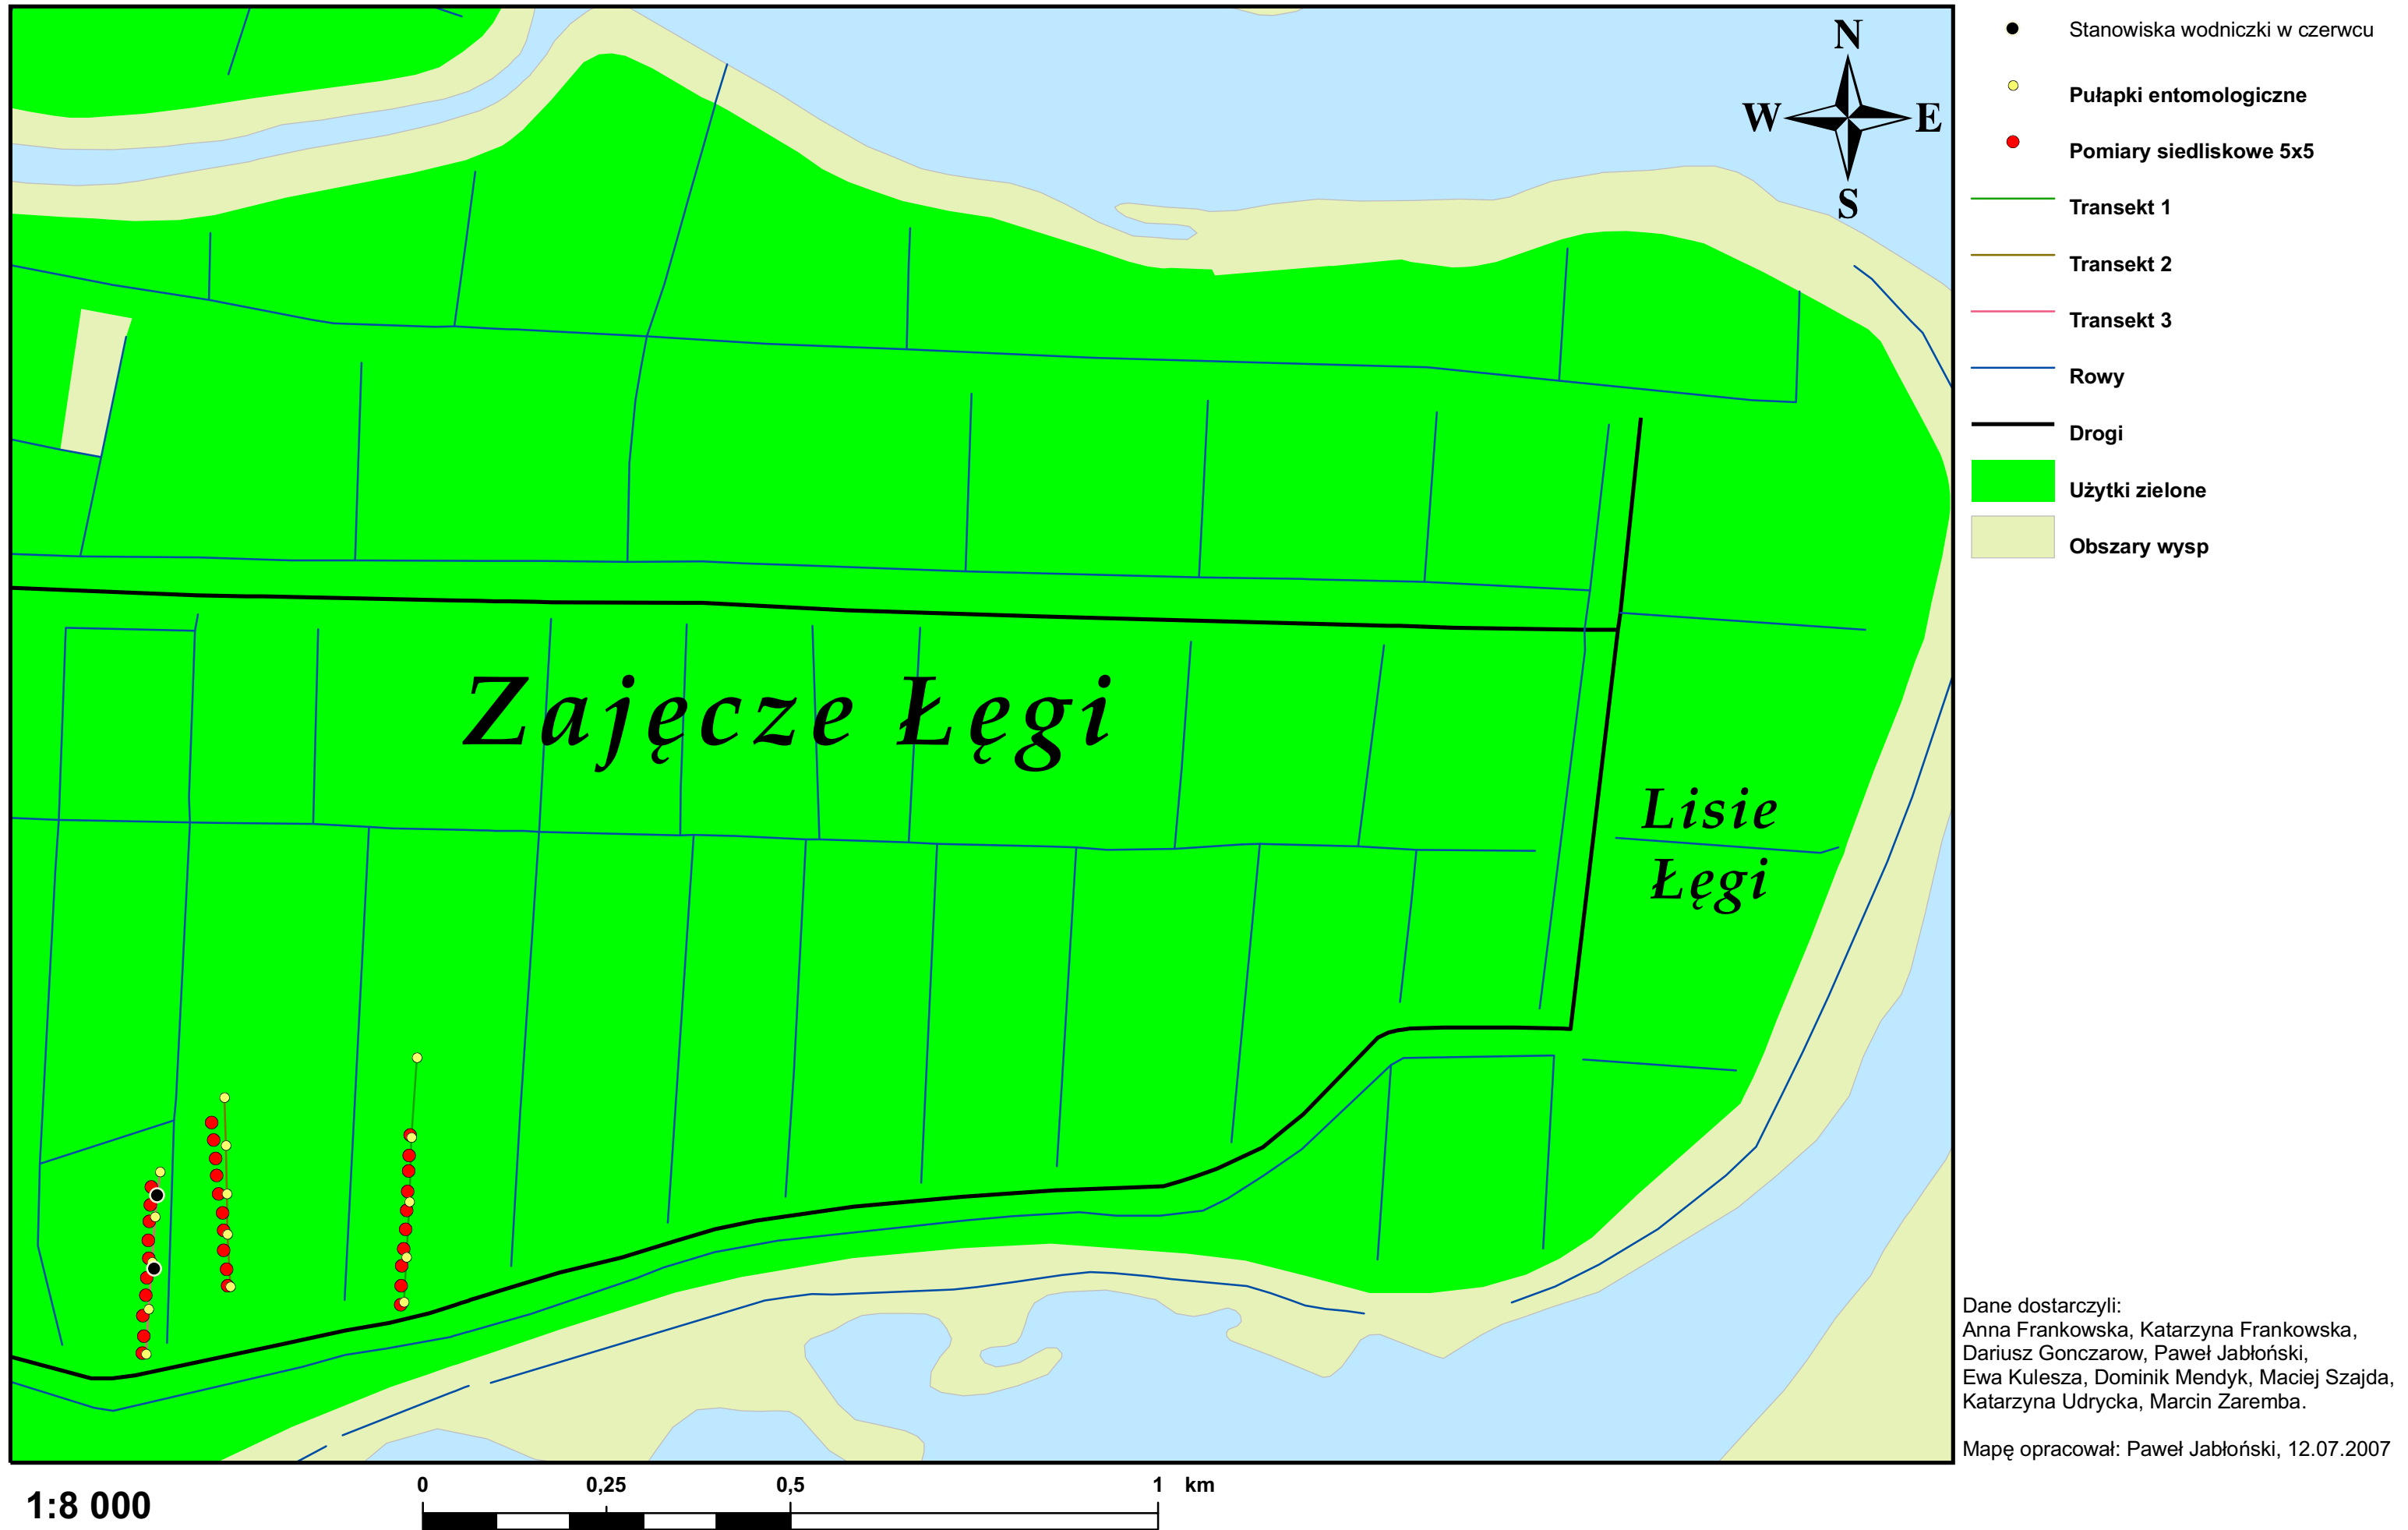 N
W E
S
Zajęcze Łęgi
Lisie
Łęgi
Stanowiska wodniczki w czerwcu
Pułapki entomologiczne
Pomiary siedliskowe 5x5
Transekt 1
Transekt 2
Transekt 3
Rowy
Drogi
Użytki zielone
Obszary wysp
Dane dostarczyli:
Anna Frankowska, Katarzyna Frankowska,
Dariusz Gonczarow, Paweł Jabłoński,
Ewa Kulesza, Dominik Mendyk, Maciej Szajda,
Katarzyna Udrycka, Marcin Zaremba.
Mapę opracował: Paweł Jabłoński, 12.07.2007
1:8 000
0 0,25 0,5 1 km